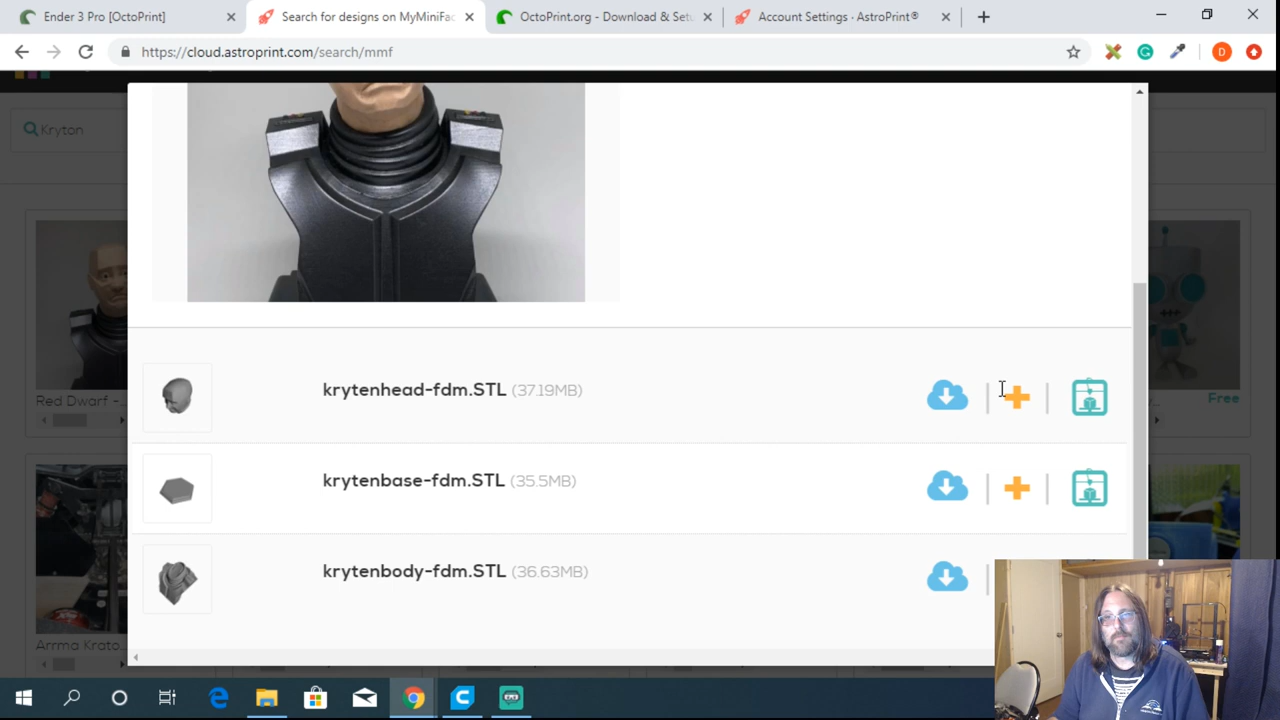 Ender 3 Pro [OctoPrint]
Search for designs on MyMiniFac
OctoPrint.org - Download & Setu
Account Settings · AstroPrint®
https://cloud.astroprint.com/search/mmf
D
Kryton
krytenhead-fdm.STL (37.19MB)
Red Dwarf -
Free
krytenbase-fdm.STL (35.5MB)
krytenbody-fdm.STL (36.63MB)
Arrma Krato